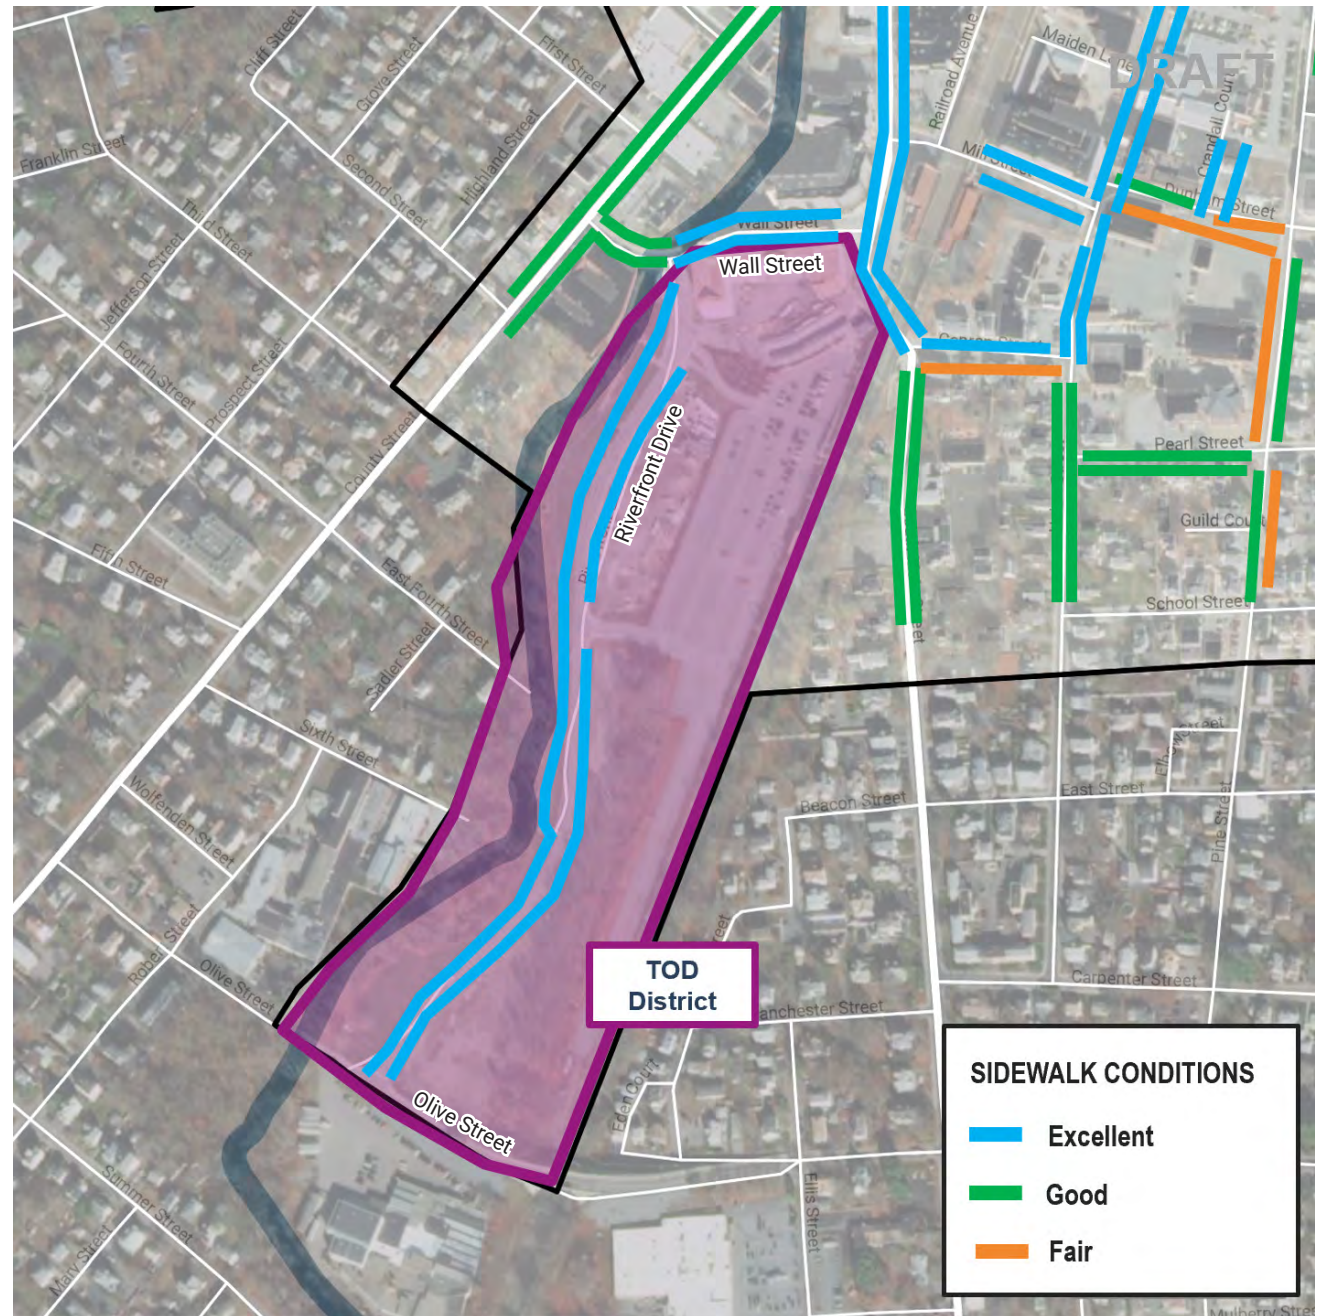 DRAFT
Cliff Street
Grove Street
First Street
Highland Street
Second Street
Franklin Street
Third Street
Jefferson Street
Fourth Street
Prospect Street
County Street
Fifth Street
East Fourth Street
Sadler Street
Sixth Street
Wolfenden Street
Robert Street
Olive Street
Summer Street
Mary Street
Railroad Avenue
Maiden Lane
Mill Street
Crandall Court
Dunham Street
Wall Street
Wall Street
Riverfront Drive
Pearl Street
Guild Court
School Street
Elbow Street
East Street
Beacon Street
Pine Street
Carpenter Street
Eden Court
Ellis Street
Olive Street
Mulberry Street
TOD
District
SIDEWALK CONDITIONS
Excellent
Good
Fair